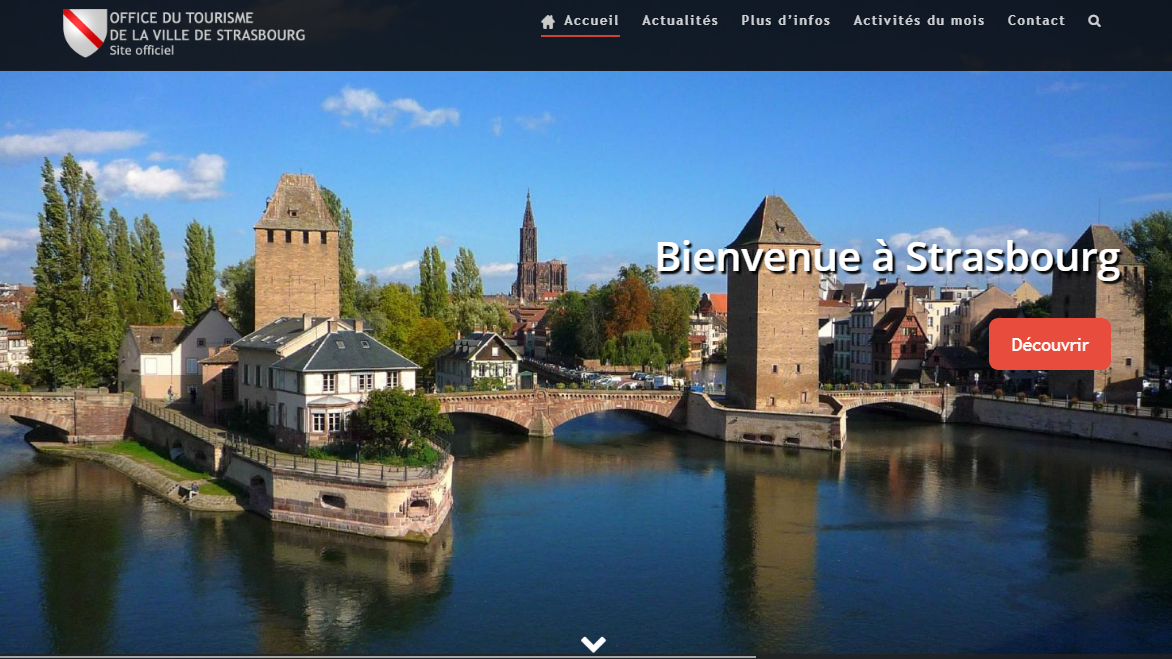 OFFICE DU TOURISME
DE LA VILLE DE STRASBOURG
Site officiel
Accueil
Actualités
Plus d’infos
Activités du mois
Contact
Bienvenue à Strasbourg
Découvrir